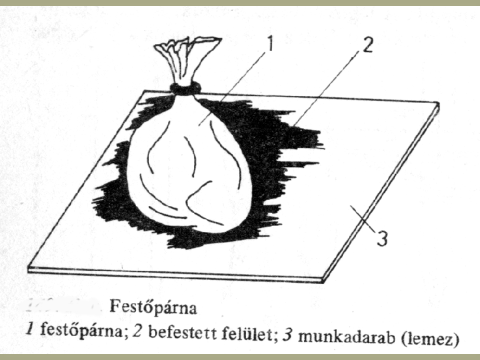 1
2
3
Festőpárna
1 festőpárna; 2 befestett felület; 3 munkadarab (lemez)